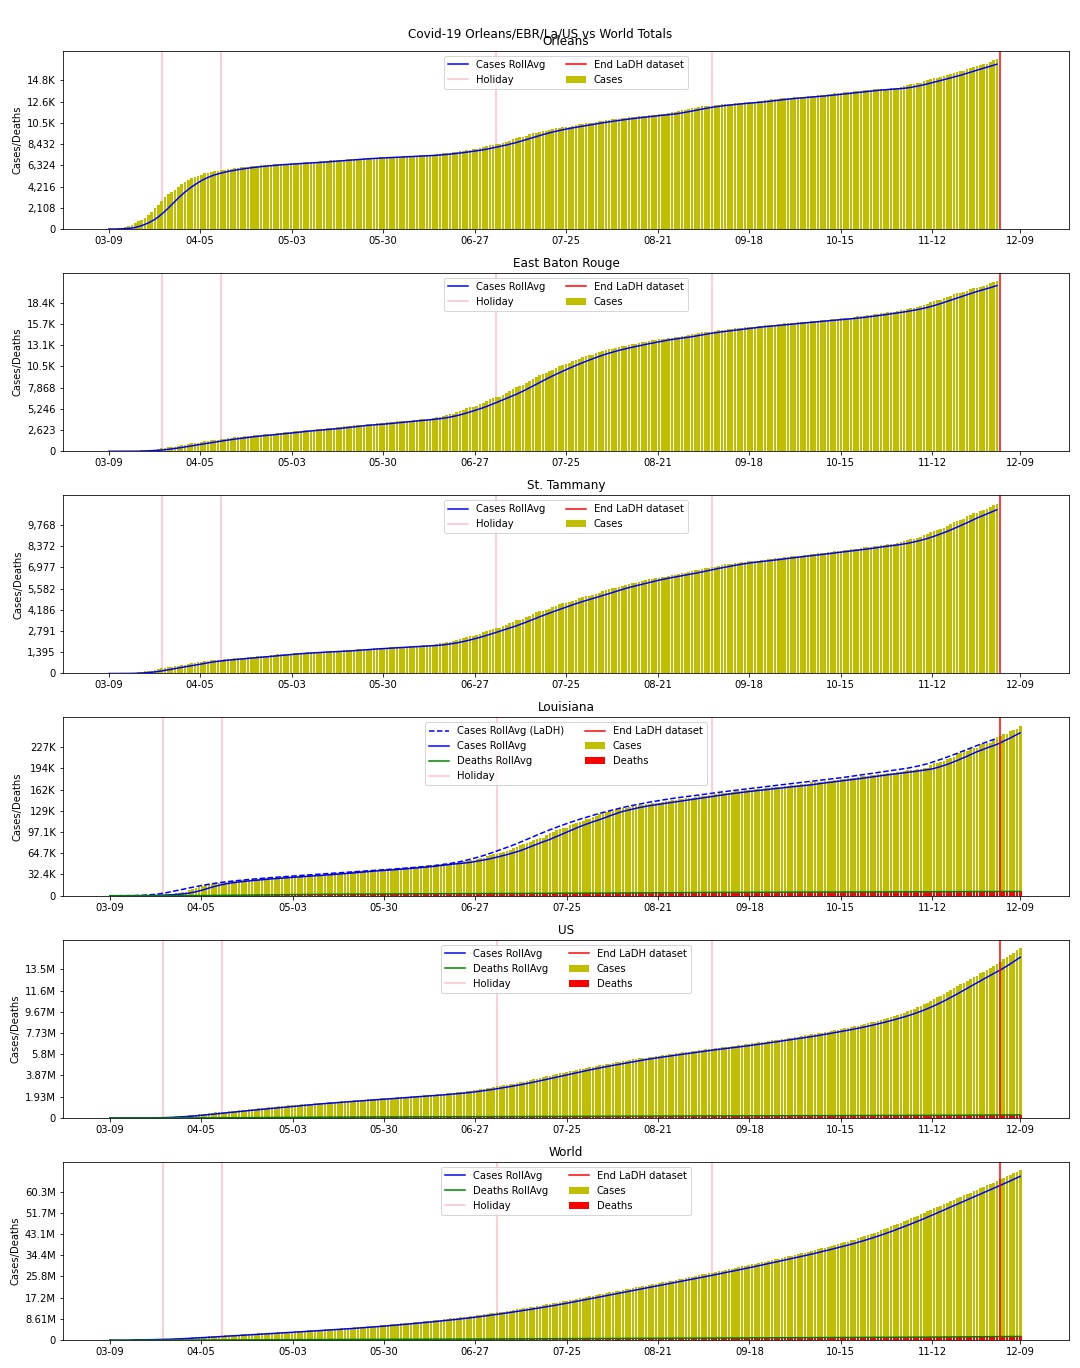 Covid-19 Orleans/EBR/La/US vs World Totals
Orleans
Cases RollAvg
Holiday
End LaDH dataset
Cases
Cases/Deaths
14.8K
12.6K
10.5K
8,432
6,324
4,216
2,108
0
03-09 04-05 05-03 05-30 06-27 07-25 08-21 09-18 10-15 11-12 12-09
East Baton Rouge
Cases RollAvg
Holiday
End LaDH dataset
Cases
Cases/Deaths
18.4K
15.7K
13.1K
10.5K
7,868
5,246
2,623
0
03-09 04-05 05-03 05-30 06-27 07-25 08-21 09-18 10-15 11-12 12-09
St. Tammany
Cases RollAvg
Holiday
End LaDH dataset
Cases
Cases/Deaths
9,768
8,372
6,977
5,582
4,186
2,791
1,395
0
03-09 04-05 05-03 05-30 06-27 07-25 08-21 09-18 10-15 11-12 12-09
Louisiana
Cases RollAvg (LaDH)
Cases RollAvg
Deaths RollAvg
Holiday
End LaDH dataset
Cases
Deaths
Cases/Deaths
227K
194K
162K
129K
97.1K
64.7K
32.4K
0
03-09 04-05 05-03 05-30 06-27 07-25 08-21 09-18 10-15 11-12 12-09
US
Cases RollAvg
Deaths RollAvg
Holiday
End LaDH dataset
Cases
Deaths
Cases/Deaths
13.5M
11.6M
9.67M
7.73M
5.8M
3.87M
1.93M
0
03-09 04-05 05-03 05-30 06-27 07-25 08-21 09-18 10-15 11-12 12-09
World
Cases RollAvg
Deaths RollAvg
Holiday
End LaDH dataset
Cases
Deaths
Cases/Deaths
60.3M
51.7M
43.1M
34.4M
25.8M
17.2M
8.61M
0
03-09 04-05 05-03 05-30 06-27 07-25 08-21 09-18 10-15 11-12 12-09